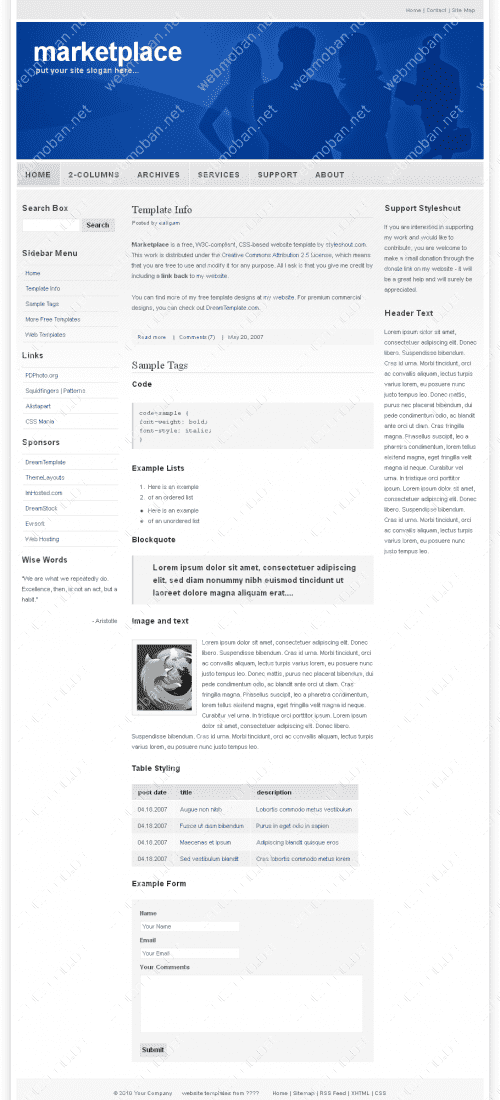 Home | Contact | Site Map
marketplace
put your site slogan here...
webmoban.net
HOME
2-COLUMNS
ARCHIVES
SERVICES
SUPPORT
ABOUT
Search Box
Search
Sidebar Menu
Home
Template Info
Sample Tags
More Free Templates
Web Templates
Links
PDPhoto.org
Squidfingers | Patterns
Alistapart
CSS Mania
Sponsors
DreamTemplate
ThemeLayouts
ImHosted.com
DreamStock
Evrsoft
Web Hosting
Wise Words
"We are what we repeatedly do.
Excellence, then, is not an act, but a
habit."
- Aristotle
Template Info
Posted by ealigam
Marketplace is a free, W3C-compliant, CSS-based website template by styleshout.com.
This work is distributed under the Creative Commons Attribution 2.5 License, which means
that you are free to use and modify it for any purpose. All I ask is that you give me credit by
including a link back to my website.
You can find more of my free template designs at my website. For premium commercial
designs, you can check out DreamTemplate.com.
Read more | Comments (7) | May 20, 2007
Sample Tags
Code
code-sample {
font-weight: bold;
font-style: italic;
}
Example Lists
1. Here is an example
2. of an ordered list
Here is an example
of an unordered list
Blockquote
Lorem ipsum dolor sit amet, consectetuer adipiscing
elit, sed diam nonummy nibh euismod tincidunt ut
laoreet dolore magna aliquam erat....
Image and text
Lorem ipsum dolor sit amet, consectetuer adipiscing elit. Donec
libero. Suspendisse bibendum. Cras id urna. Morbi tincidunt, orci
ac convallis aliquam, lectus turpis varius lorem, eu posuere nunc
justo tempus leo. Donec mattis, purus nec placerat bibendum, dui
pede condimentum odio, ac blandit ante orci ut diam. Cras
fringilla magna. Phasellus suscipit, leo a pharetra condimentum,
lorem tellus eleifend magna, eget fringilla velit magna id neque.
Curabitur vel urna. In tristique orci porttitor ipsum. Lorem ipsum
dolor sit amet, consectetuer adipiscing elit. Donec libero.
Suspendisse bibendum. Cras id urna. Morbi tincidunt, orci ac convallis aliquam, lectus turpis
varius lorem, eu posuere nunc justo tempus leo.
Table Styling
post date title description
04.18.2007 Augue non nibh Lobortis commodo metus vestibulum
04.18.2007 Fusce ut diam bibendum Purus in eget odio in sapien
04.18.2007 Maecenas et ipsum Adipiscing blandit quisque eros
04.18.2007 Sed vestibulum blandit Cras lobortis commodo metus lorem
Example Form
Name
Your Name
Email
Your Email
Your Comments
Submit
Support Styleshout
If you are interested in supporting
my work and would like to
contribute, you are welcome to
make a small donation through the
donate link on my website - it will
be a great help and will surely be
appreciated.
Header Text
Lorem ipsum dolor sit amet,
consectetuer adipiscing elit. Donec
libero. Suspendisse bibendum.
Cras id urna. Morbi tincidunt, orci
ac convallis aliquam, lectus turpis
varius lorem, eu posuere nunc
justo tempus leo. Donec mattis,
purus nec placerat bibendum, dui
pede condimentum odio, ac blandit
ante orci ut diam. Cras fringilla
magna. Phasellus suscipit, leo a
pharetra condimentum, lorem tellus
eleifend magna, eget fringilla velit
magna id neque. Curabitur vel
urna. In tristique orci porttitor
ipsum. Lorem ipsum dolor sit amet,
consectetuer adipiscing elit. Donec
libero. Suspendisse bibendum.
Cras id urna. Morbi tincidunt, orci
ac convallis aliquam, lectus turpis
varius lorem, eu posuere nunc
justo tempus leo.
© 2010 Your Company website templates from ???? Home | Sitemap | RSS Feed | XHTML | CSS